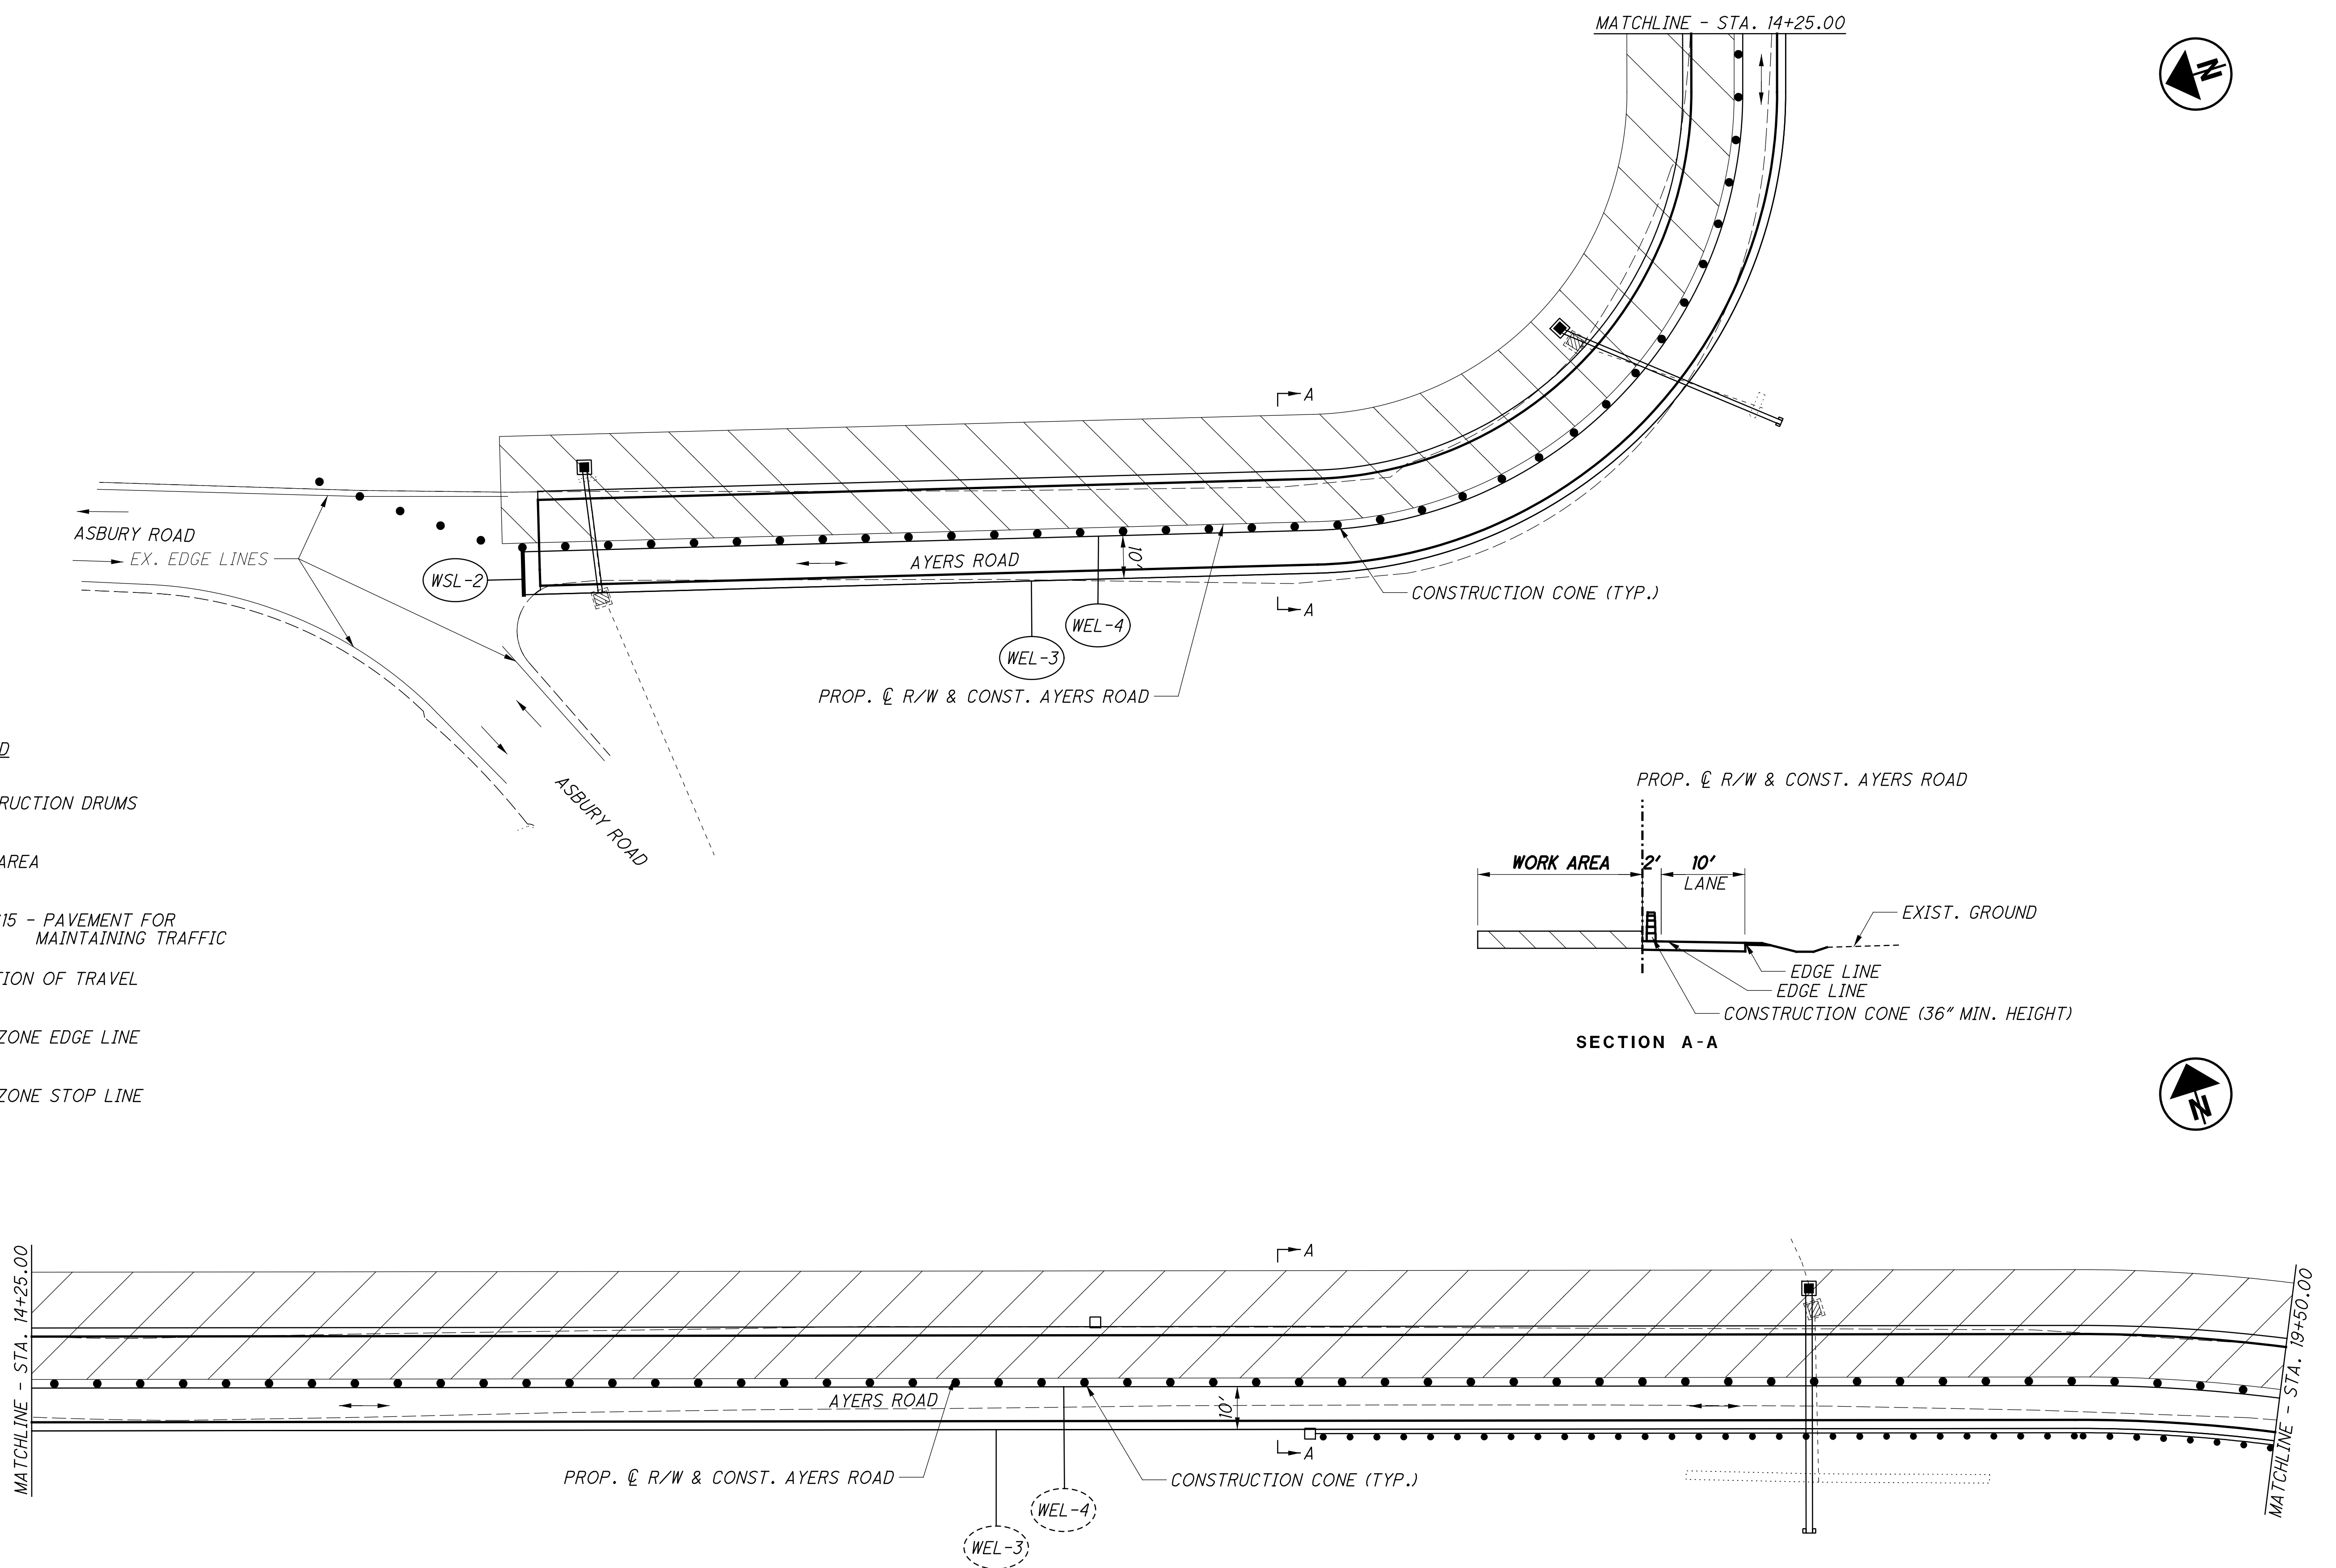 MATCHLINE - STA. 14+25.00
N
A
ASBURY ROAD
EX. EDGE LINES
WSL-2
AYERS ROAD
10'
CONSTRUCTION CONE (TYP.)
A
WEL-4
WEL-3
PROP. ℄ R/W & CONST. AYERS ROAD
ASBURY ROAD
D
RUCTION DRUMS
AREA
15 - PAVEMENT FOR
MAINTAINING TRAFFIC
TION OF TRAVEL
ZONE EDGE LINE
ZONE STOP LINE
PROP. ℄ R/W & CONST. AYERS ROAD
WORK AREA
2'
10'
LANE
EXIST. GROUND
EDGE LINE
EDGE LINE
CONSTRUCTION CONE (36" MIN. HEIGHT)
SECTION A-A
N
MATCHLINE - STA. 14+25.00
A
AYERS ROAD
10'
A
PROP. ℄ R/W & CONST. AYERS ROAD
CONSTRUCTION CONE (TYP.)
WEL-4
WEL-3
MATCHLINE - STA. 19+50.00